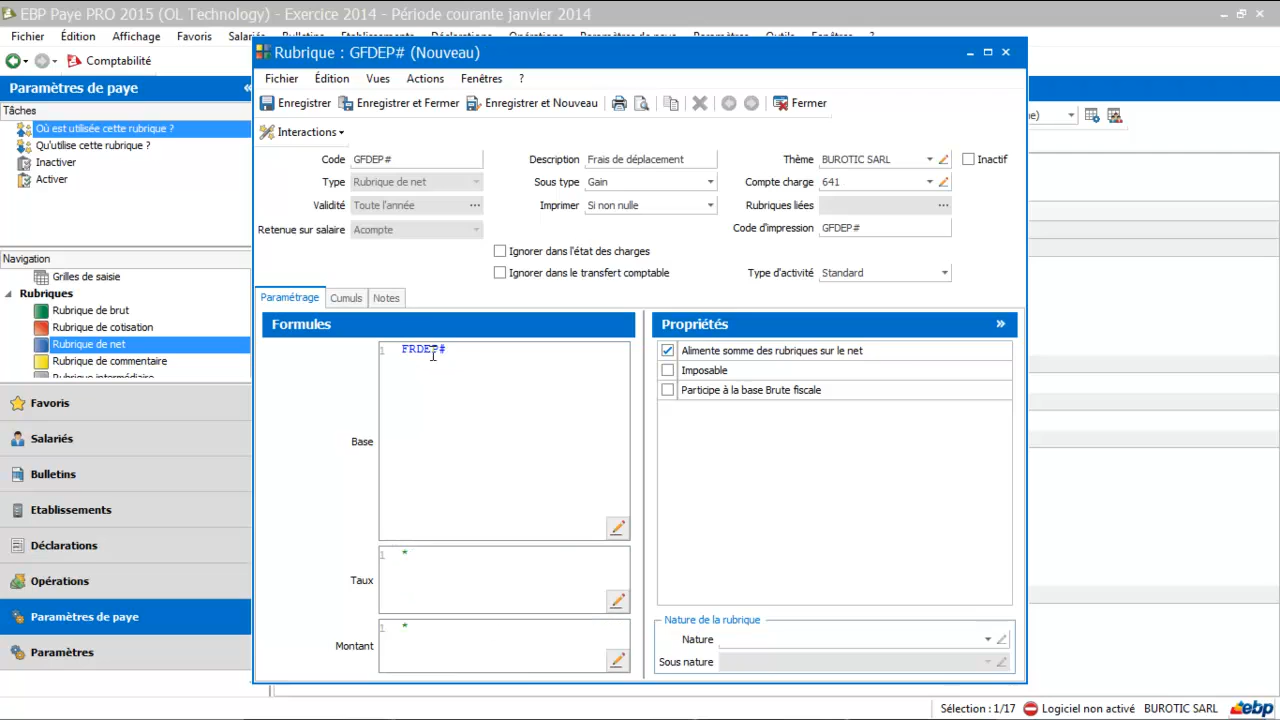 EBP Paye PRO 2015 (OL Technology) - Exercice 2014 - Période courante janvier 2014
Fichier Édition Affichage Favoris
Comptabilité
Paramètres de paye
Tâches
Où est utilisée cette rubrique ?
Qu'utilise cette rubrique ?
Inactiver
Activer
Navigation
Grilles de saisie
Rubriques
Rubrique de brut
Rubrique de cotisation
Rubrique de net
Rubrique de commentaire
Rubrique intermédiaire
Favoris
Salariés
Bulletins
Etablissements
Déclarations
Opérations
Paramètres de paye
Paramètres
Rubrique : GFDEP# (Nouveau)
Fichier Édition Vues Actions Fenêtres ?
Enregistrer Enregistrer et Fermer Enregistrer et Nouveau Fermer
Interactions
Code GFDEP# Description Frais de déplacement Thème BUROTIC SARL Inactif
Type Rubrique de net Sous type Gain Compte charge 641
Validité Toute l'année Imprimer Si non nulle Rubriques liées
Retenue sur salaire Acompte Code d'impression GFDEP#
Ignorer dans l'état des charges
Ignorer dans le transfert comptable Type d'activité Standard
Paramétrage Cumuls Notes
Formules
1 FRDEP#
Base
1 *
Taux
1 *
Montant
Propriétés
Alimente somme des rubriques sur le net
Imposable
Participe à la base Brute fiscale
Nature de la rubrique
Nature
Sous nature
Sélection : 1/17 Logiciel non activé BUROTIC SARL ebp